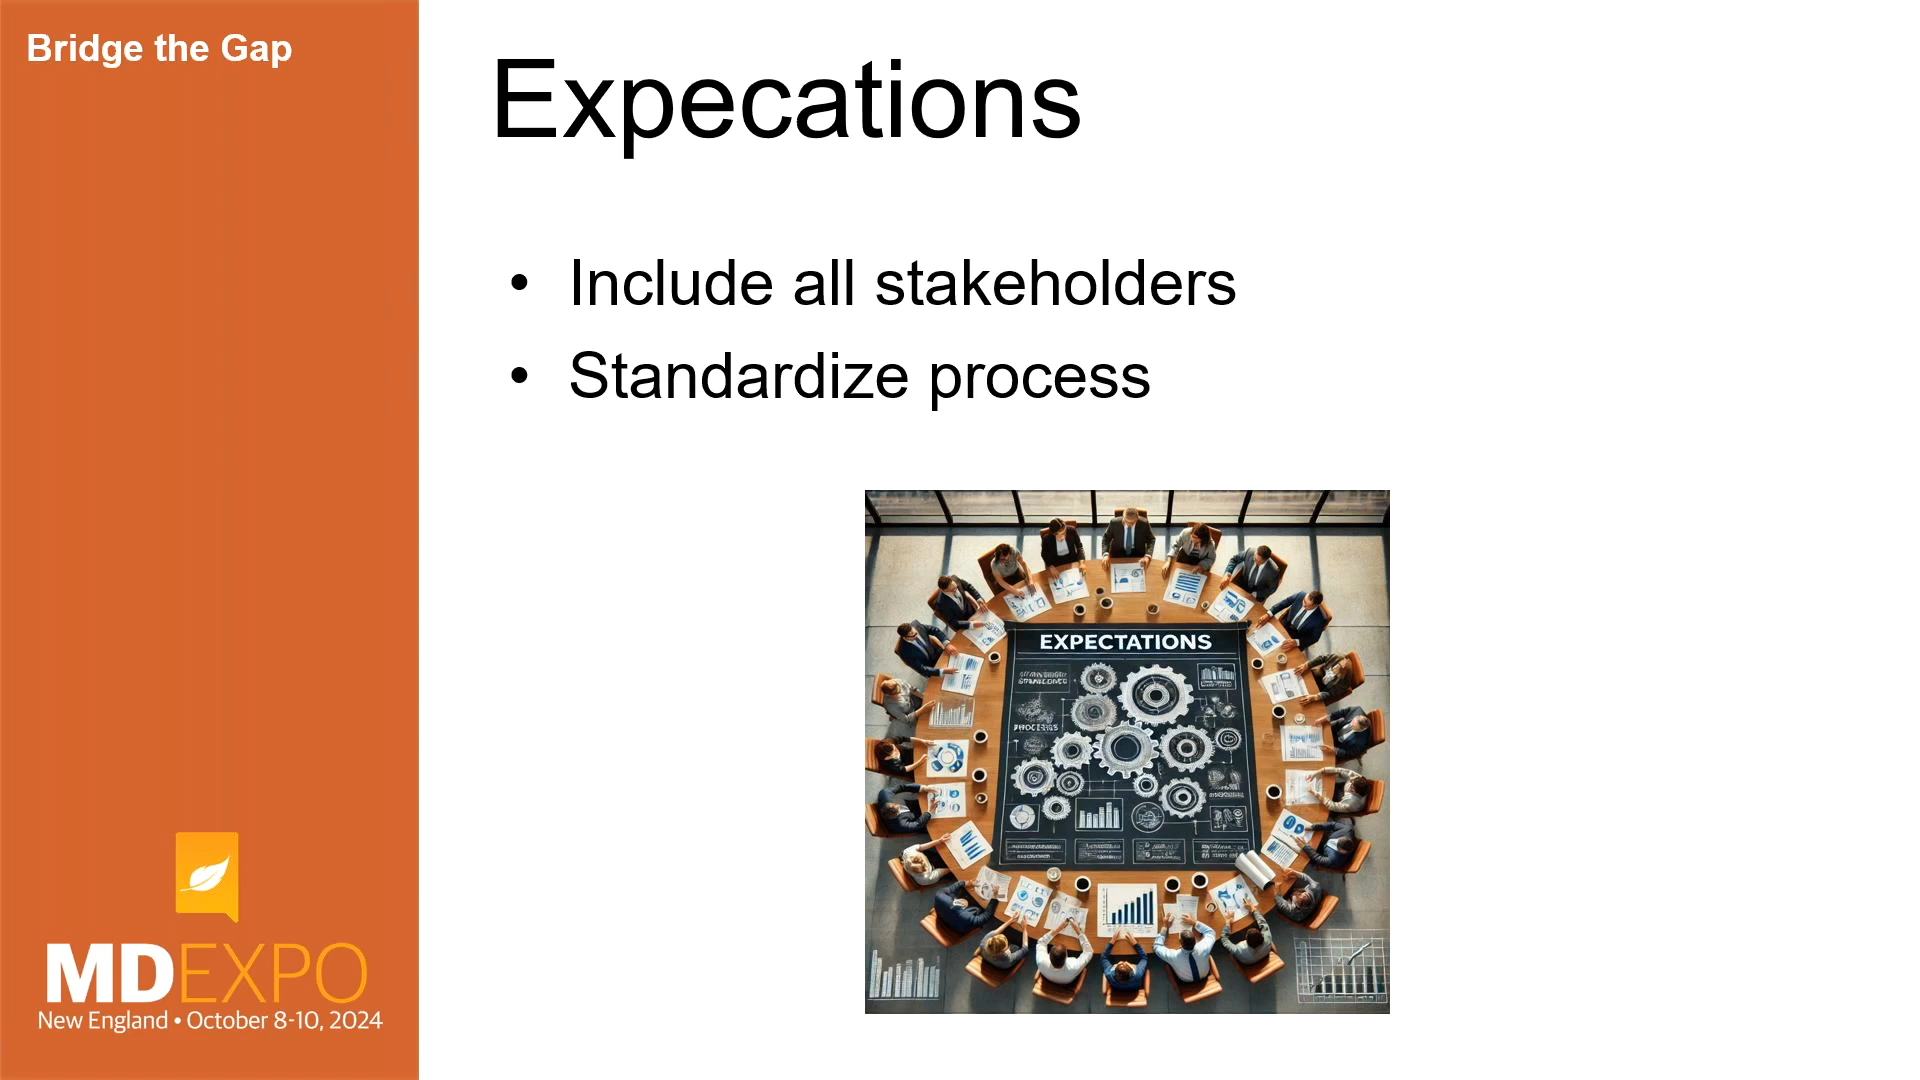 Bridge the Gap
Expecations
• Include all stakeholders
• Standardize process
EXPECTATIONS
MDEXPO
New England • October 8-10, 2024